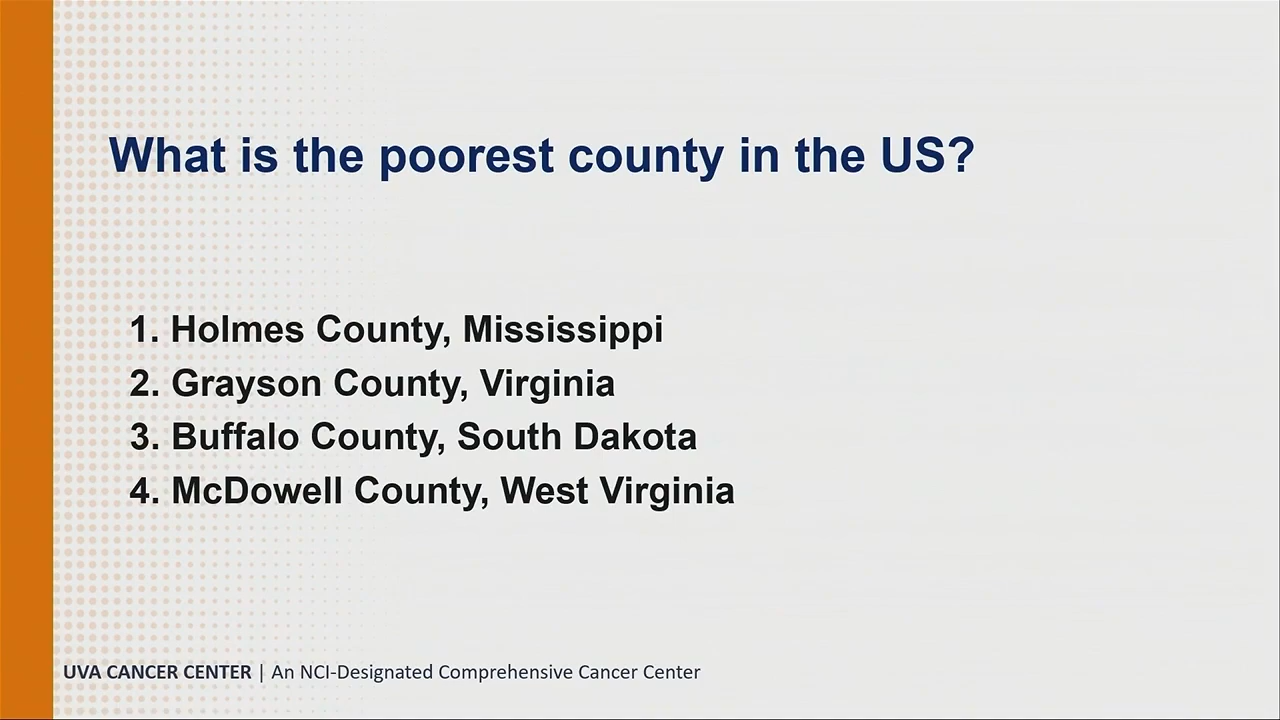 What is the poorest county in the US?
1. Holmes County, Mississippi
2. Grayson County, Virginia
3. Buffalo County, South Dakota
4. McDowell County, West Virginia
UVA CANCER CENTER | An NCI-Designated Comprehensive Cancer Center